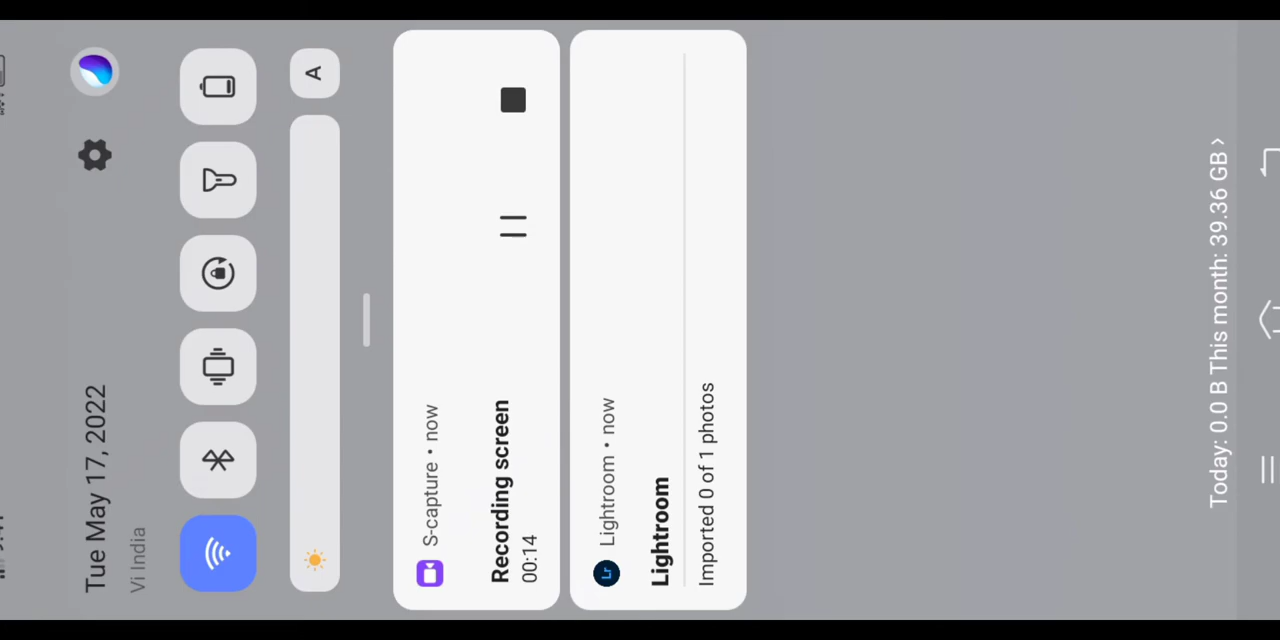 Tue May 17, 2022
Vi India
A
S-capture • now
Recording screen
00:14
Lr
Lightroom • now
Lightroom
Imported 0 of 1 photos
Today: 0.0 B This month: 39.36 GB >